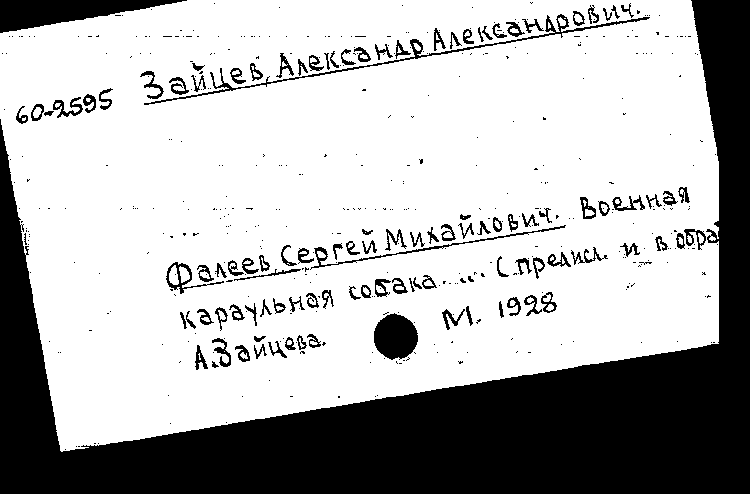 Зайцев, Александр Александрович.
60-2595
Фалеев, Сергей Михайлович. Военная
караульная собака. ... С предисл. и в обра
А. Зайцева. М. 1928